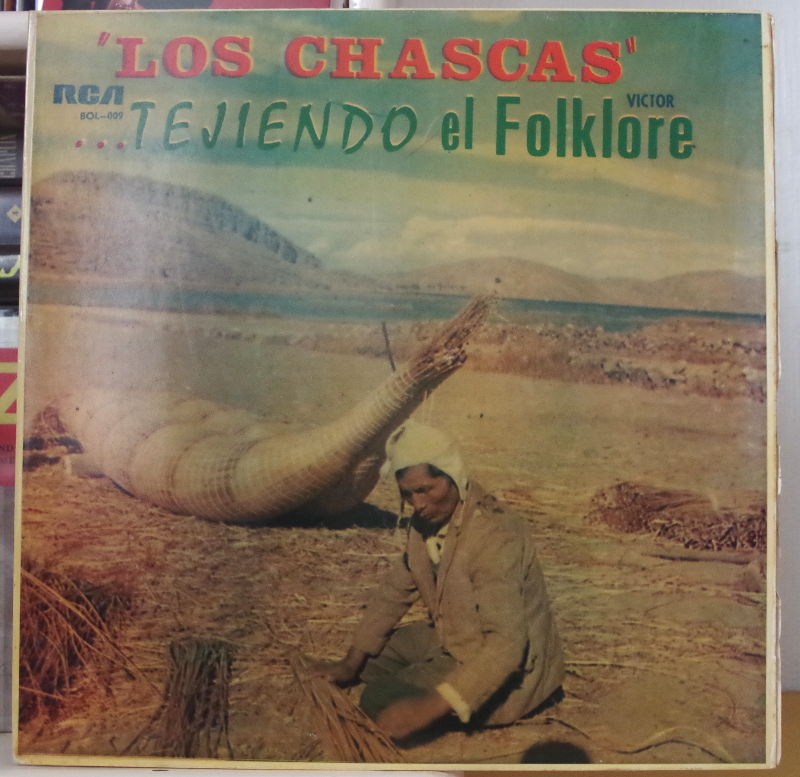 "LOS CHASCAS"
RCA VICTOR
BOL-009
...TEJIENDO el Folklore